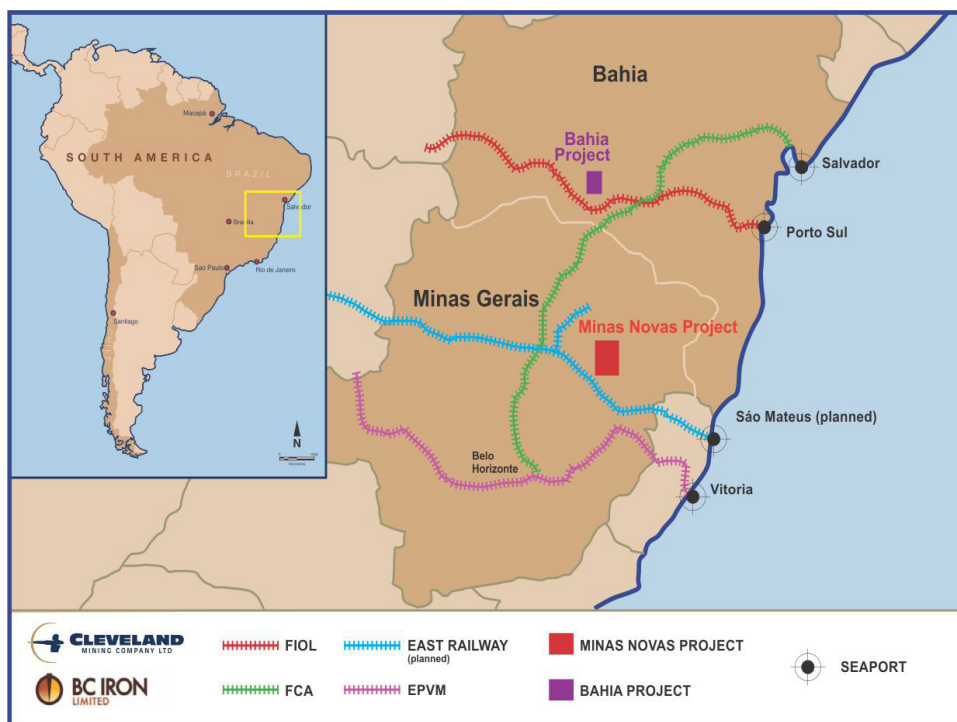 Macapá
SOUTH AMERICA
BRAZIL
Salvador
Brasilia
Sao Paulo
Rio de Janeiro
Santiago
N
Bahia
Bahia
Project
Salvador
Porto Sul
Minas Gerais
Minas Novas Project
Sáo Mateus (planned)
Belo
Horizonte
Vitoria
CLEVELAND
MINING COMPANY LTD
BC IRON
LIMITED
FIOL
FCA
EAST RAILWAY
(planned)
EPVM
MINAS NOVAS PROJECT
BAHIA PROJECT
SEAPORT